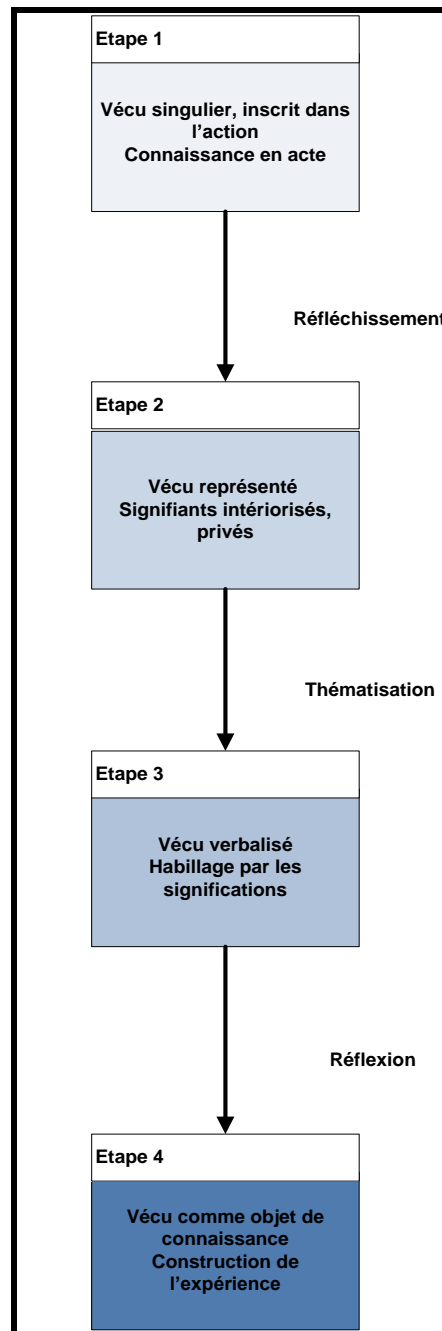 Etape 1
Vécu singulier, inscrit dans
l'action
Connaissance en acte
Réfléchissement
Etape 2
Vécu représenté
Signifiants intériorisés,
privés
Thématisation
Etape 3
Vécu verbalisé
Habillage par les
significations
Réflexion
Etape 4
Vécu comme objet de
connaissance
Construction de
l'expérience